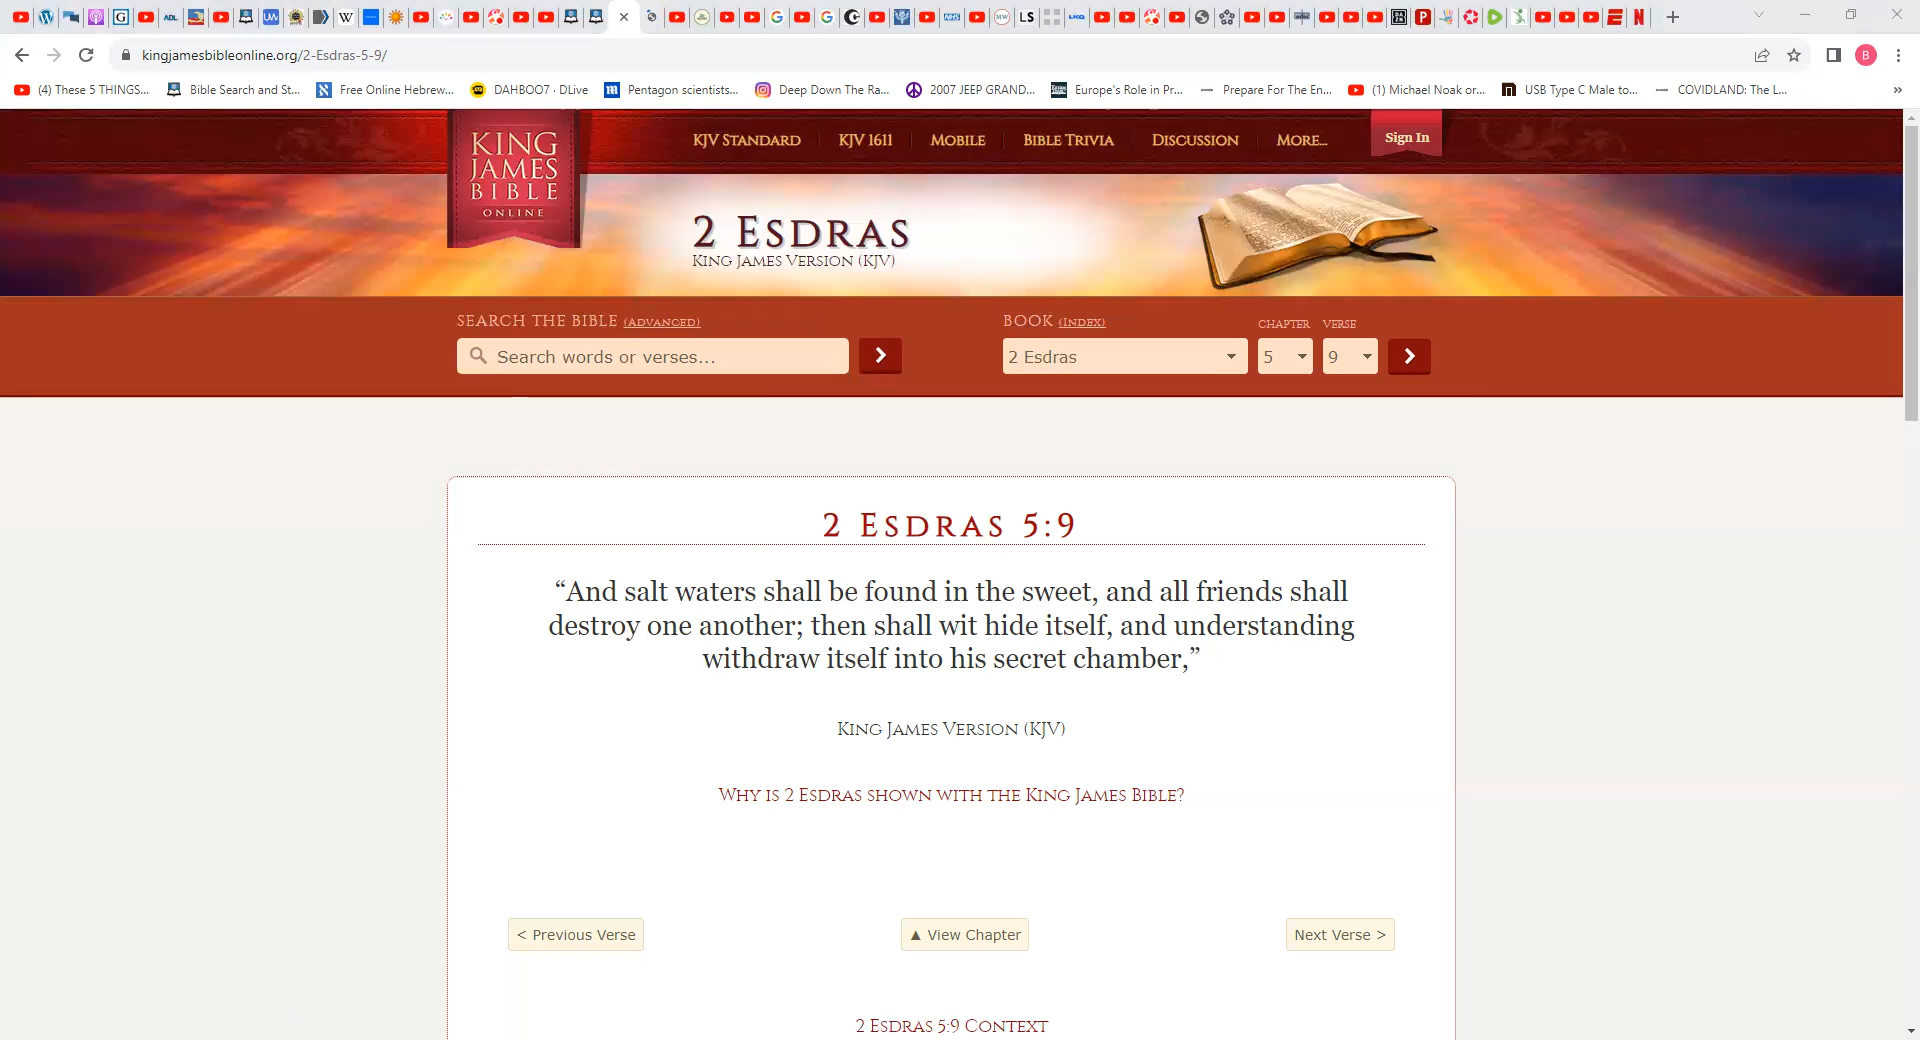 kingjamesbibleonline.org/2-Esdras-5-9/
B
(4) These 5 THINGS... Bible Search and St... Free Online Hebrew... DAHBOO7 · DLive Pentagon scientists... Deep Down The Ra... 2007 JEEP GRAND... Europe's Role in Pr... Prepare For The En... (1) Michael Noak or... USB Type C Male to... COVIDLAND: The L... »
KING
JAMES
BIBLE
ONLINE
KJV STANDARD KJV 1611 MOBILE BIBLE TRIVIA DISCUSSION MORE... Sign In
2 ESDRAS
KING JAMES VERSION (KJV)
SEARCH THE BIBLE (ADVANCED) BOOK (INDEX) CHAPTER VERSE
Search words or verses... 2 Esdras 5 9
2 ESDRAS 5:9
“And salt waters shall be found in the sweet, and all friends shall
destroy one another; then shall wit hide itself, and understanding
withdraw itself into his secret chamber,”
KING JAMES VERSION (KJV)
WHY IS 2 ESDRAS SHOWN WITH THE KING JAMES BIBLE?
< Previous Verse ▲ View Chapter Next Verse >
2 ESDRAS 5:9 CONTEXT